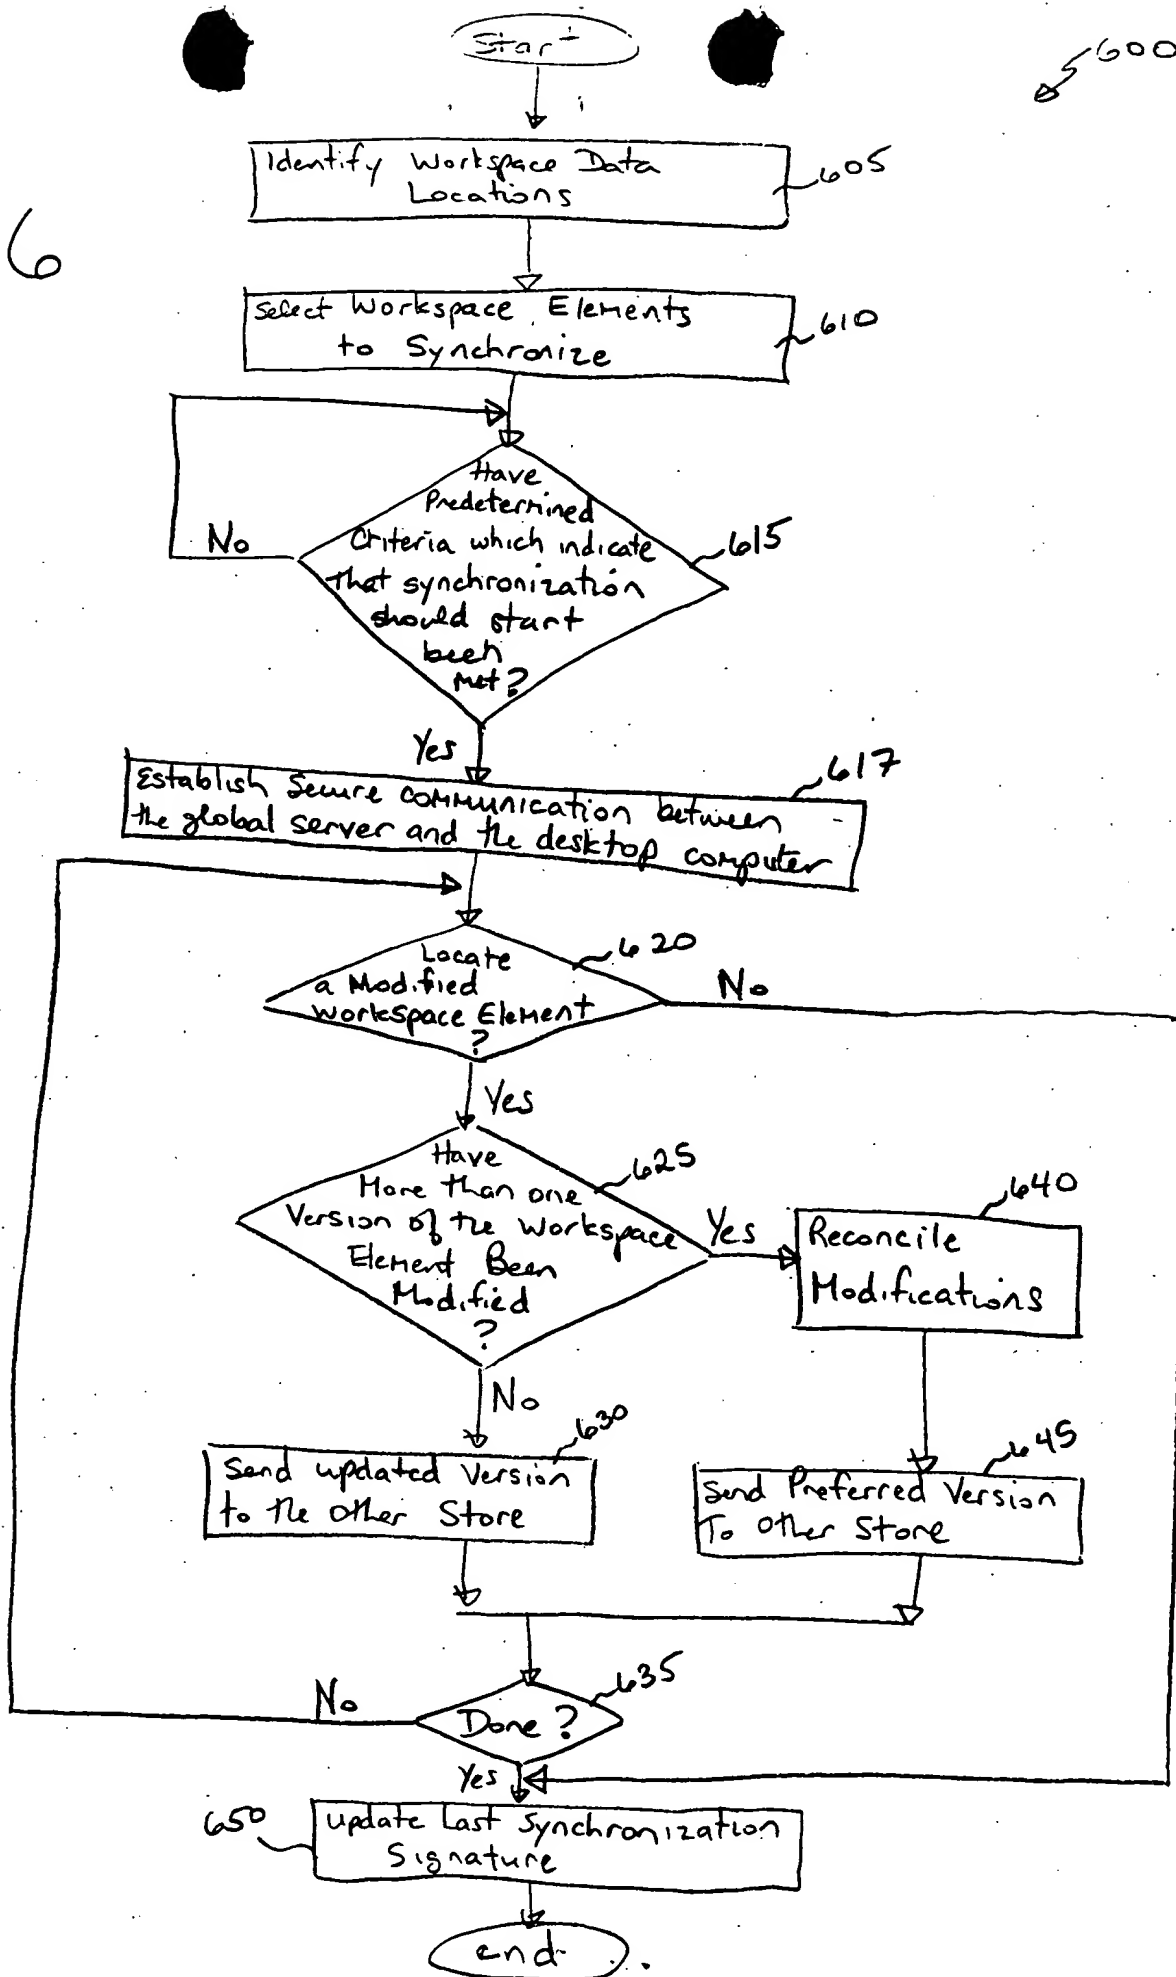 Start
600
Identify Workspace Data
Locations
605
6
Select Workspace Elements
to Synchronize
610
Have
Predetermined
Criteria which indicate
that synchronization
should start
been
met?
615
No
Yes
617
Establish Secure communication between
the global server and the desktop computer
Locate
a Modified
Workspace Element
?
620
No
Yes
Have
More than one
Version of the Workspace
Element Been
Modified
?
625
Yes
640
Reconcile
Modifications
No
630
Send updated Version
to the Other Store
645
Send Preferred Version
To Other Store
635
No
Done?
Yes
650
update Last Synchronization
Signature
end